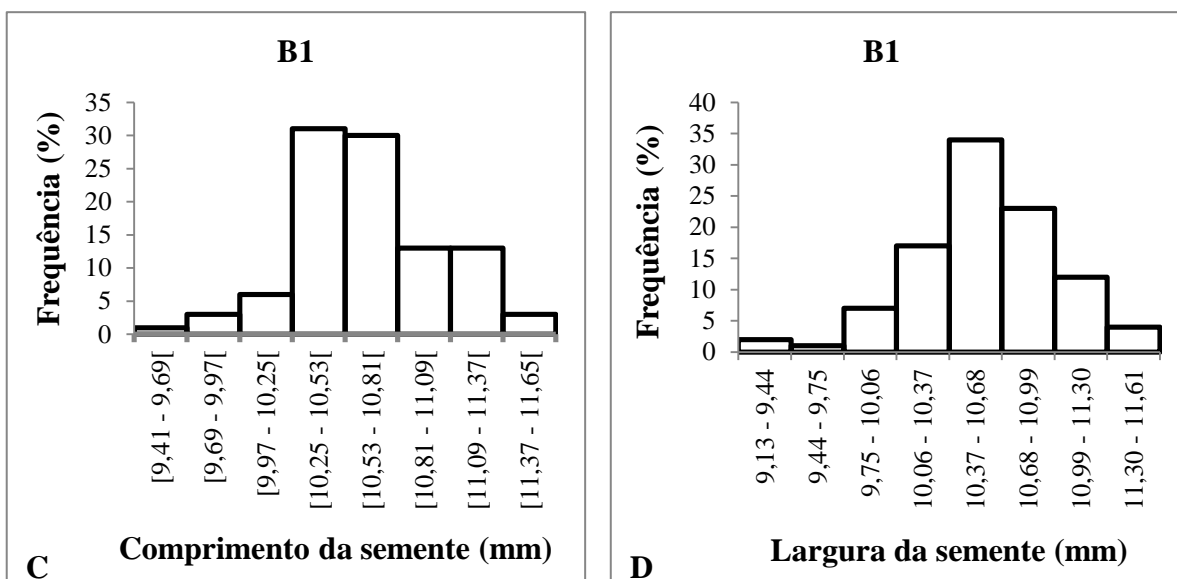 B1
Frequência (%)
35
30
25
20
15
10
5
0
[9,41 - 9,69[
[9,69 - 9,97[
[9,97 - 10,25[
[10,25 - 10,53[
[10,53 - 10,81[
[10,81 - 11,09[
[11,09 - 11,37[
[11,37 - 11,65[
Comprimento da semente (mm)
C
B1
Frequência (%)
40
35
30
25
20
15
10
5
0
9,13 - 9,44
9,44 - 9,75
9,75 - 10,06
10,06 - 10,37
10,37 - 10,68
10,68 - 10,99
10,99 - 11,30
11,30 - 11,61
Largura da semente (mm)
D